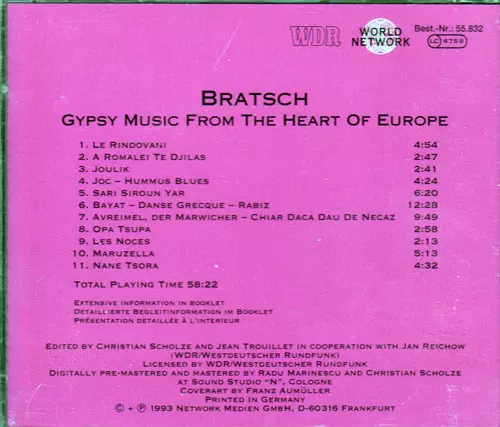 WDR
WORLD NETWORK
Best.-Nr.: 55.832
LC 6759
BRATSCH
GYPSY MUSIC FROM THE HEART OF EUROPE
1. LE RINDOVANI 4:54
2. A ROMALEI TE DJILAS 2:47
3. JOULIK 2:41
4. JOC – HUMMUS BLUES 4:24
5. SARI SIROUN YAR 6:20
6. BAYAT – DANSE GRECQUE – RABIZ 12:28
7. AVREIMEL, DER MARWICHER – CHIAR DACA DAU DE NECAZ 9:49
8. OPA TSUPA 2:58
9. LES NOCES 2:13
10. MARUZELLA 5:13
11. NANE TSORA 4:32
TOTAL PLAYING TIME 58:22
EXTENSIVE INFORMATION IN BOOKLET
DETAILLIERTE BEGLEITINFORMATION IM BOOKLET
PRÉSENTATION DETAILLÉE À L'INTERIEUR
EDITED BY CHRISTIAN SCHOLZE AND JEAN TROUILLET IN COOPERATION WITH JAN REICHOW
(WDR/WESTDEUTSCHER RUNDFUNK)
LICENSED BY WDR/WESTDEUTSCHER RUNDFUNK
DIGITALLY PRE-MASTERED AND MASTERED BY RADU MARINESCU AND CHRISTIAN SCHOLZE
AT SOUND STUDIO "N", COLOGNE
COVERART BY FRANZ AUMÜLLER
PRINTED IN GERMANY
© + ℗ 1993 NETWORK MEDIEN GMBH, D-60316 FRANKFURT